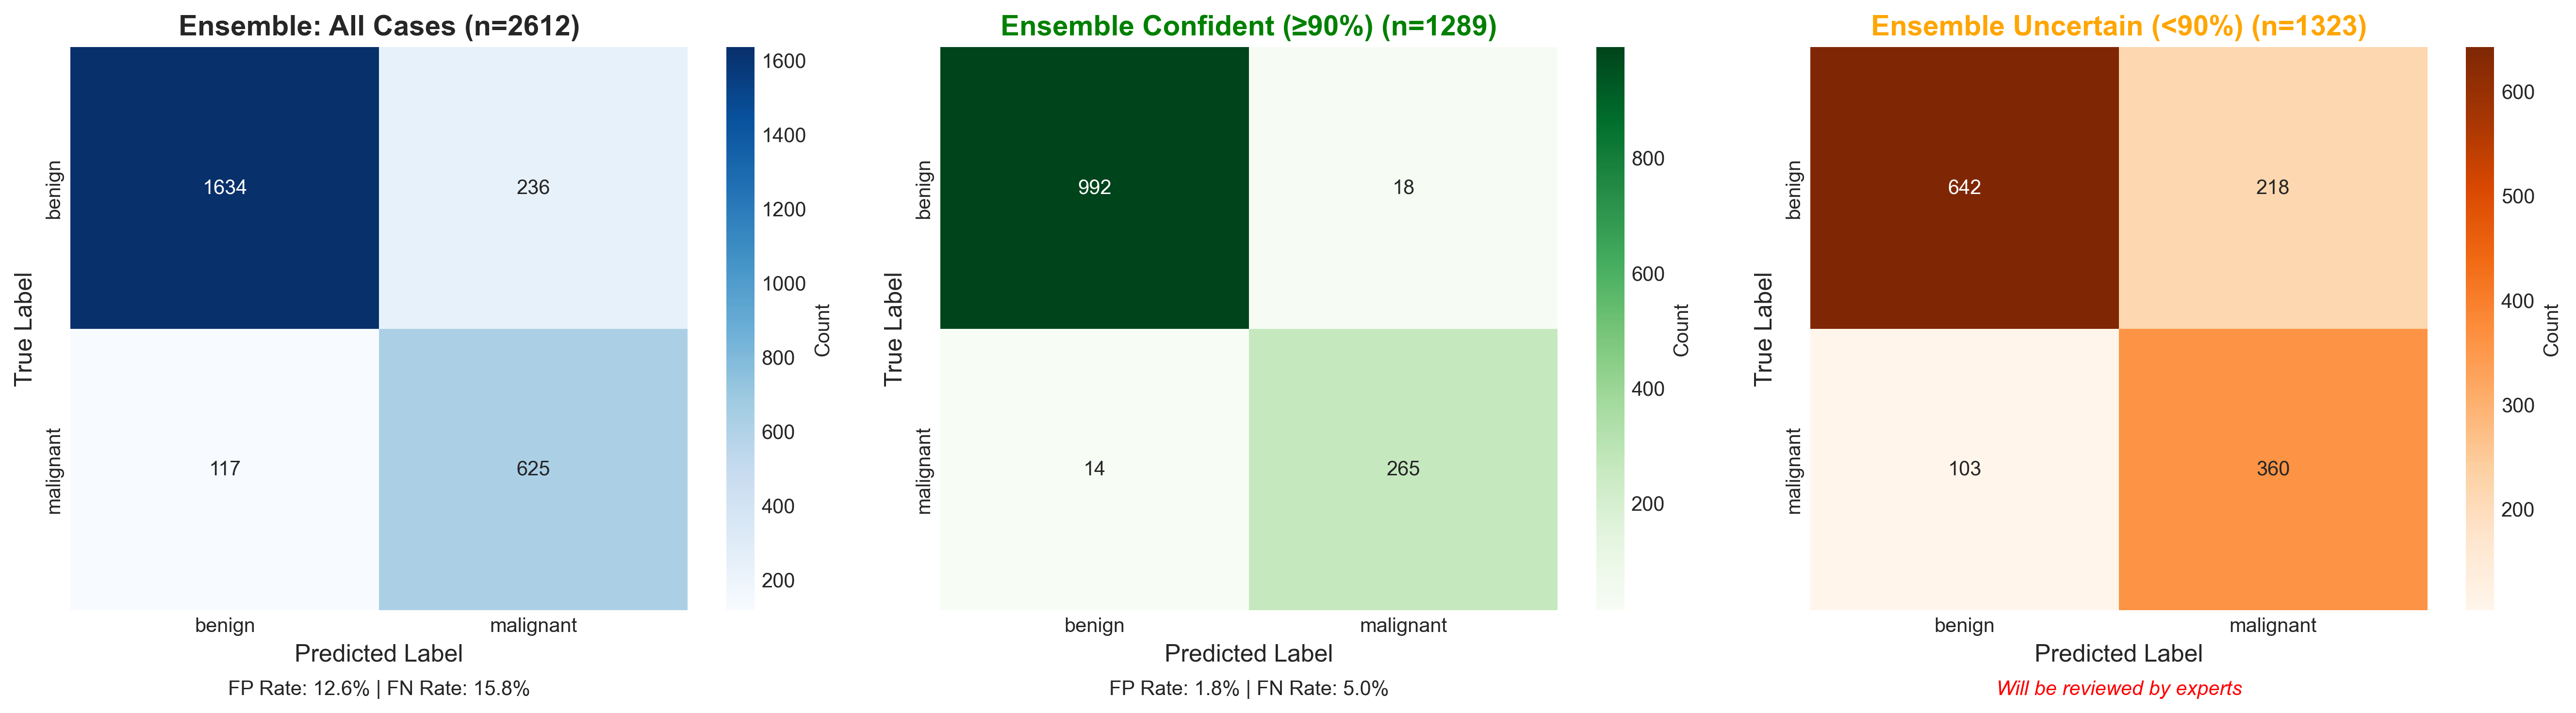 Ensemble: All Cases (n=2612)
True Label
benign
malignant
1634
236
117
625
benign
malignant
Predicted Label
FP Rate: 12.6% | FN Rate: 15.8%
1600
1400
1200
1000
800
600
400
200
Count
Ensemble Confident (≥90%) (n=1289)
True Label
benign
malignant
992
18
14
265
benign
malignant
Predicted Label
FP Rate: 1.8% | FN Rate: 5.0%
800
600
400
200
Count
Ensemble Uncertain (<90%) (n=1323)
True Label
benign
malignant
642
218
103
360
benign
malignant
Predicted Label
Will be reviewed by experts
600
500
400
300
200
Count